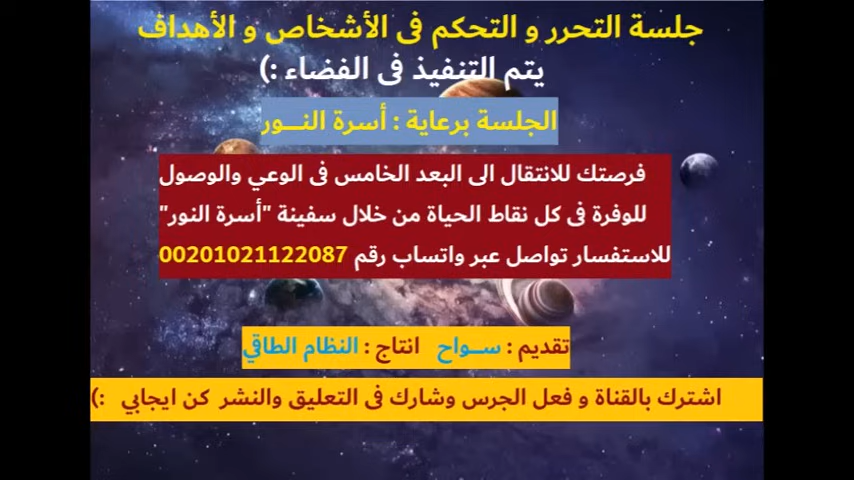 جلسة التحرر و التحكم فى الأشخاص و الأهداف
يتم التنفيذ فى الفضاء :)
الجلسة برعاية : أسرة النـــور
فرصتك للانتقال الى البعد الخامس فى الوعي والوصول
للوفرة فى كل نقاط الحياة من خلال سفينة "أسرة النور"
للاستفسار تواصل عبر واتساب رقم 00201021122087
تقديم : ســواح انتاج : النظام الطاقي
اشترك بالقناة و فعل الجرس وشارك فى التعليق والنشر كن ايجابي :)